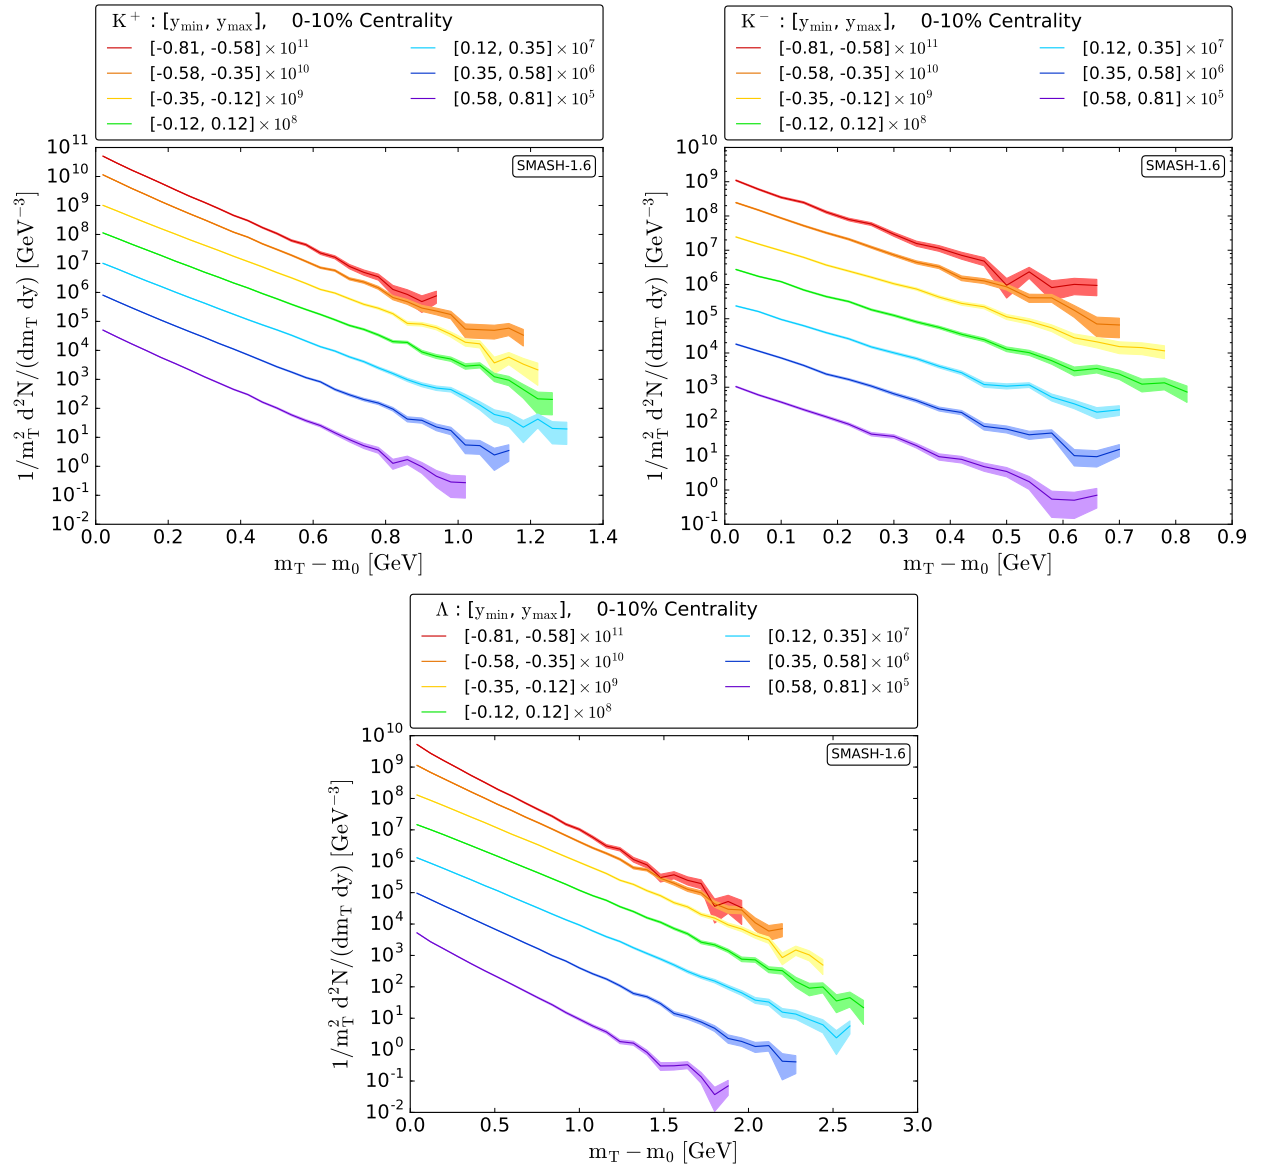 K⁺ : [y_min, y_max], 0-10% Centrality
[-0.81, -0.58] × 10¹¹ [0.12, 0.35] × 10⁷
[-0.58, -0.35] × 10¹⁰ [0.35, 0.58] × 10⁶
[-0.35, -0.12] × 10⁹ [0.58, 0.81] × 10⁵
[-0.12, 0.12] × 10⁸
SMASH-1.6
1/m_T² d²N/(dm_T dy) [GeV⁻³]
10¹¹
10¹⁰
10⁹
10⁸
10⁷
10⁶
10⁵
10⁴
10³
10²
10¹
10⁰
10⁻¹
10⁻²
0.0 0.2 0.4 0.6 0.8 1.0 1.2 1.4
m_T − m_0 [GeV]
K⁻ : [y_min, y_max], 0-10% Centrality
[-0.81, -0.58] × 10¹¹ [0.12, 0.35] × 10⁷
[-0.58, -0.35] × 10¹⁰ [0.35, 0.58] × 10⁶
[-0.35, -0.12] × 10⁹ [0.58, 0.81] × 10⁵
[-0.12, 0.12] × 10⁸
SMASH-1.6
1/m_T² d²N/(dm_T dy) [GeV⁻³]
10¹⁰
10⁹
10⁸
10⁷
10⁶
10⁵
10⁴
10³
10²
10¹
10⁰
10⁻¹
0.0 0.1 0.2 0.3 0.4 0.5 0.6 0.7 0.8 0.9
m_T − m_0 [GeV]
Λ : [y_min, y_max], 0-10% Centrality
[-0.81, -0.58] × 10¹¹ [0.12, 0.35] × 10⁷
[-0.58, -0.35] × 10¹⁰ [0.35, 0.58] × 10⁶
[-0.35, -0.12] × 10⁹ [0.58, 0.81] × 10⁵
[-0.12, 0.12] × 10⁸
SMASH-1.6
1/m_T² d²N/(dm_T dy) [GeV⁻³]
10¹⁰
10⁹
10⁸
10⁷
10⁶
10⁵
10⁴
10³
10²
10¹
10⁰
10⁻¹
10⁻²
0.0 0.5 1.0 1.5 2.0 2.5 3.0
m_T − m_0 [GeV]